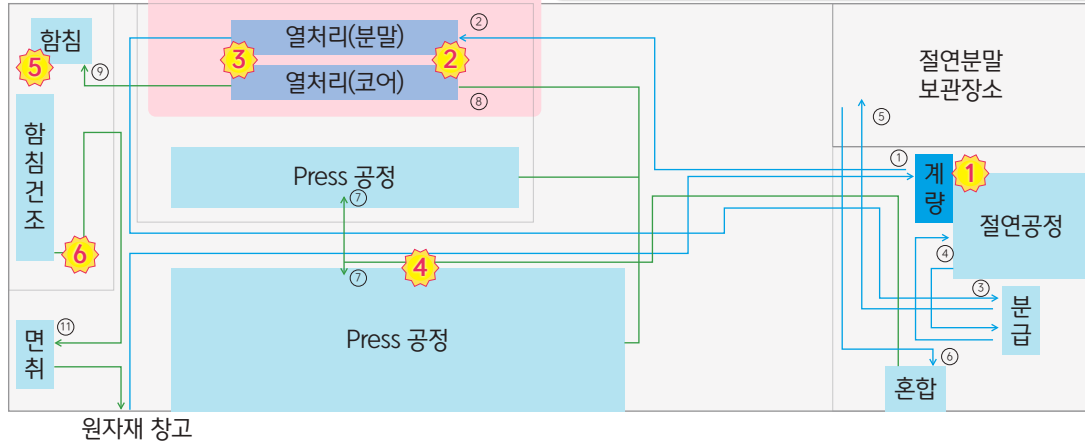 함침
5
⑨
3
열처리(분말)
2
②
열처리(코어)
⑧
절연분말
보관장소
⑤
함
침
건
조
6
Press 공정
⑦
①
계
량
1
절연공정
④
⑦
4
③
분
급
Press 공정
⑪
면
취
⑥
혼합
원자재 창고